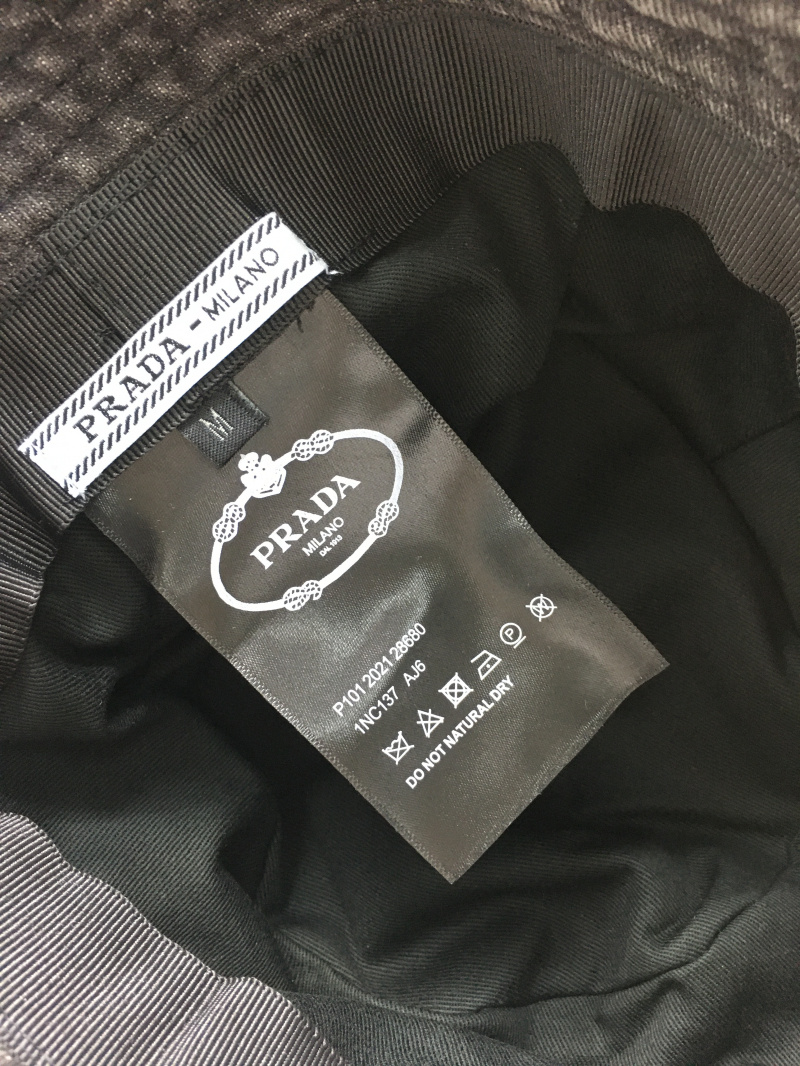 PRADA - MILANO
M
PRADA
MILANO
DAL 1913
P101 2021 28680
1NC137 AJ6
P
W
DO NOT NATURAL DRY